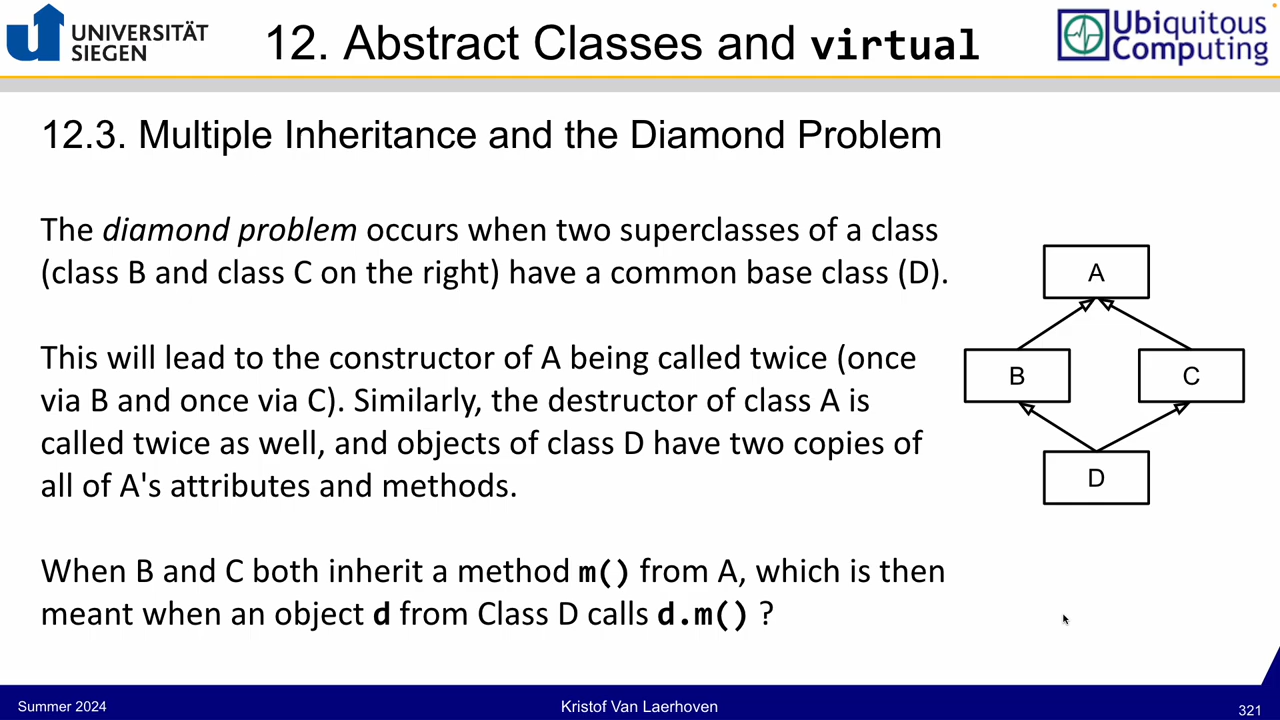 UNIVERSITÄT
SIEGEN
12. Abstract Classes and virtual
Ubiquitous
Computing
12.3. Multiple Inheritance and the Diamond Problem
The diamond problem occurs when two superclasses of a class
(class B and class C on the right) have a common base class (D).
This will lead to the constructor of A being called twice (once
via B and once via C). Similarly, the destructor of class A is
called twice as well, and objects of class D have two copies of
all of A's attributes and methods.
When B and C both inherit a method m() from A, which is then
meant when an object d from Class D calls d.m() ?
A
B
C
D
Summer 2024
Kristof Van Laerhoven
321